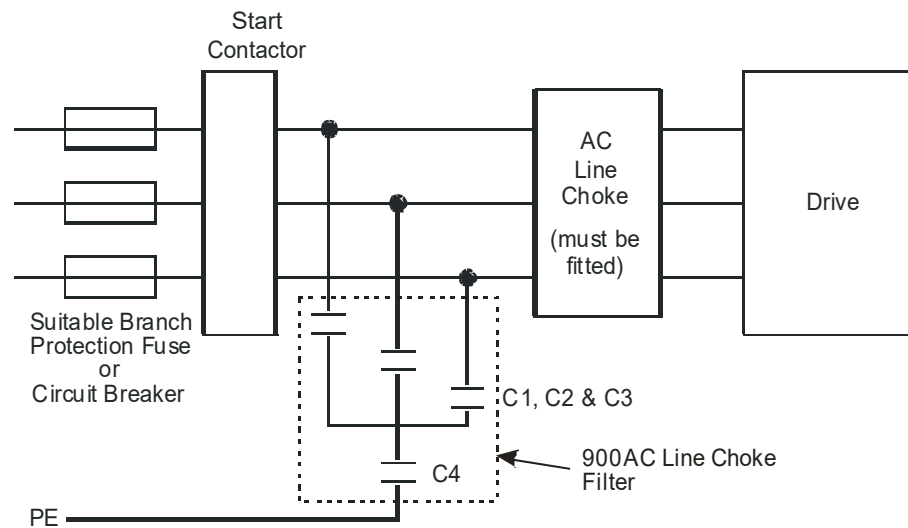 Start
Contactor
AC
Line
Choke
(must be
fitted)
Drive
Suitable Branch
Protection Fuse
or
Circuit Breaker
C1, C2 & C3
C4
900AC Line Choke
Filter
PE